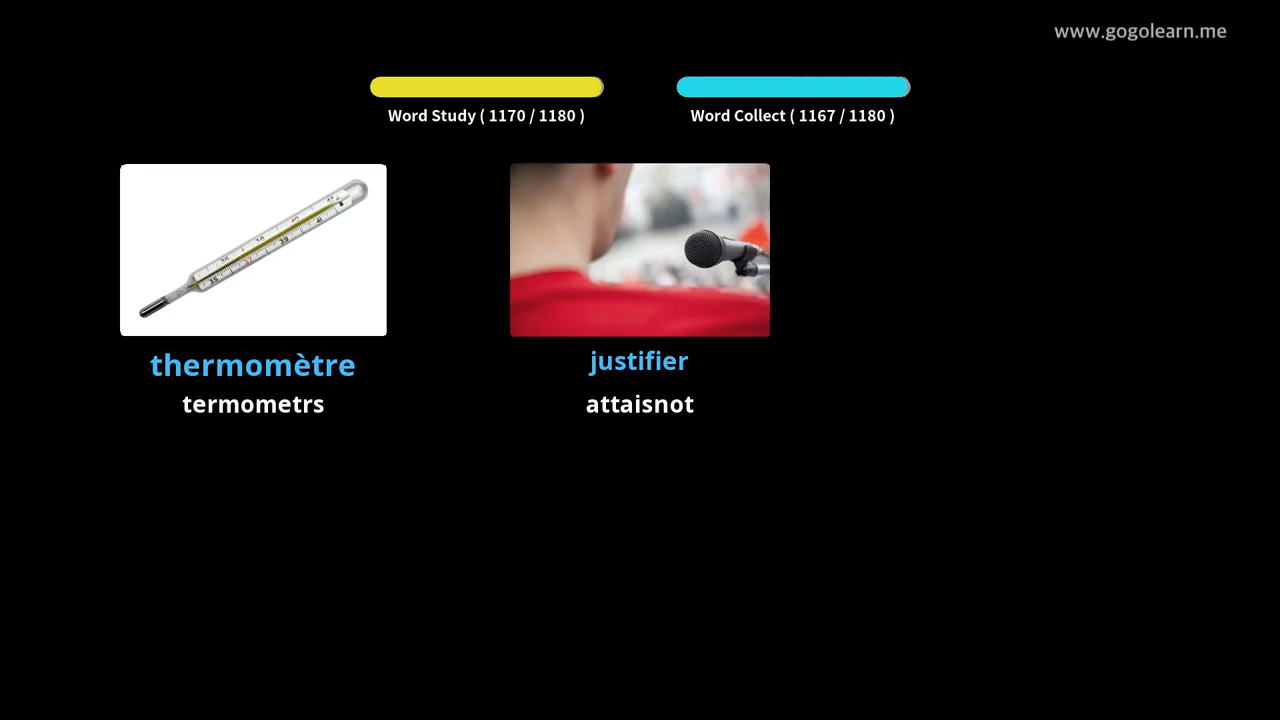 www.gogolearn.me
Word Study ( 1170 / 1180 )
Word Collect ( 1167 / 1180 )
thermomètre
termometrs
justifier
attaisnot